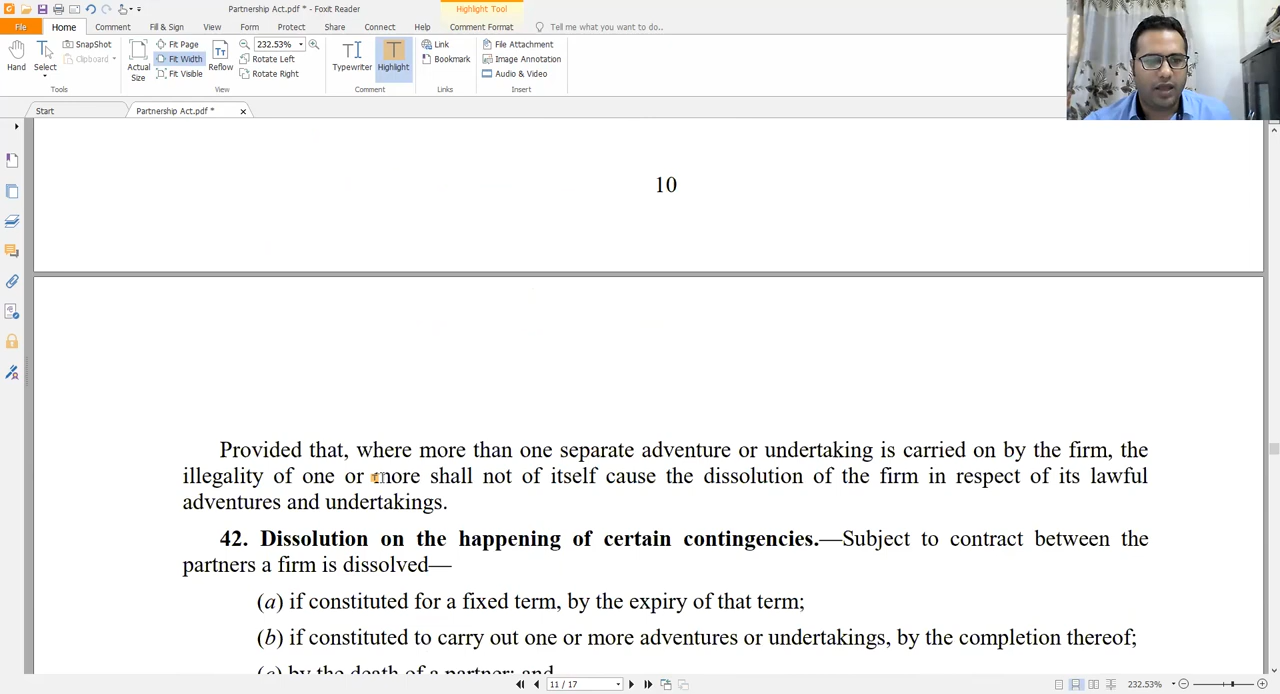 Partnership Act.pdf * - Foxit Reader
Highlight Tool
File Home Comment Fill & Sign View Form Protect Share Connect Help Comment Format Tell me what you want to do..
SnapShot
Clipboard
Hand Select
Tools
Actual Size
Fit Page
Fit Width
Fit Visible
Reflow
232.53%
Rotate Left
Rotate Right
View
Typewriter Highlight
Comment
Link
Bookmark
Links
File Attachment
Image Annotation
Audio & Video
Insert
Start Partnership Act.pdf *
10
Provided that, where more than one separate adventure or undertaking is carried on by the firm, the
illegality of one or more shall not of itself cause the dissolution of the firm in respect of its lawful
adventures and undertakings.
42. Dissolution on the happening of certain contingencies.—Subject to contract between the
partners a firm is dissolved—
(a) if constituted for a fixed term, by the expiry of that term;
(b) if constituted to carry out one or more adventures or undertakings, by the completion thereof;
(c) by the death of a partner; and
11 / 17
232.53%